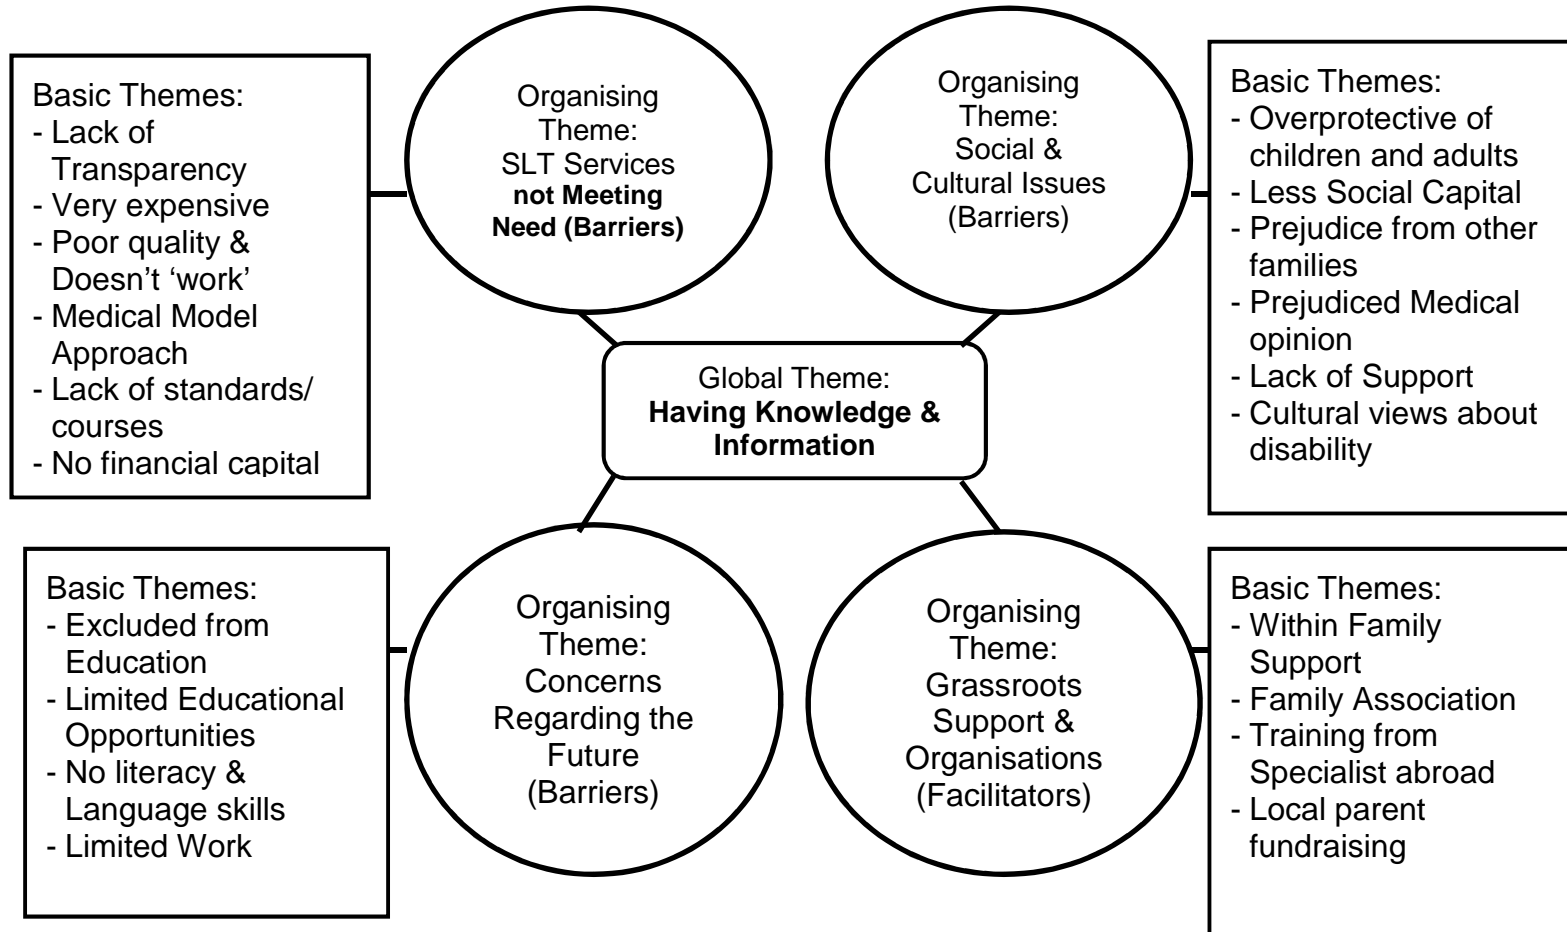 Basic Themes:
- Lack of
Transparency
- Very expensive
- Poor quality &
Doesn’t ‘work’
- Medical Model
Approach
- Lack of standards/
courses
- No financial capital
Organising
Theme:
SLT Services
not Meeting
Need (Barriers)
Organising
Theme:
Social &
Cultural Issues
(Barriers)
Basic Themes:
- Overprotective of
children and adults
- Less Social Capital
- Prejudice from other
families
- Prejudiced Medical
opinion
- Lack of Support
- Cultural views about
disability
Global Theme:
Having Knowledge &
Information
Basic Themes:
- Excluded from
Education
- Limited Educational
Opportunities
- No literacy &
Language skills
- Limited Work
Organising
Theme:
Concerns
Regarding the
Future
(Barriers)
Organising
Theme:
Grassroots
Support &
Organisations
(Facilitators)
Basic Themes:
- Within Family
Support
- Family Association
- Training from
Specialist abroad
- Local parent
fundraising